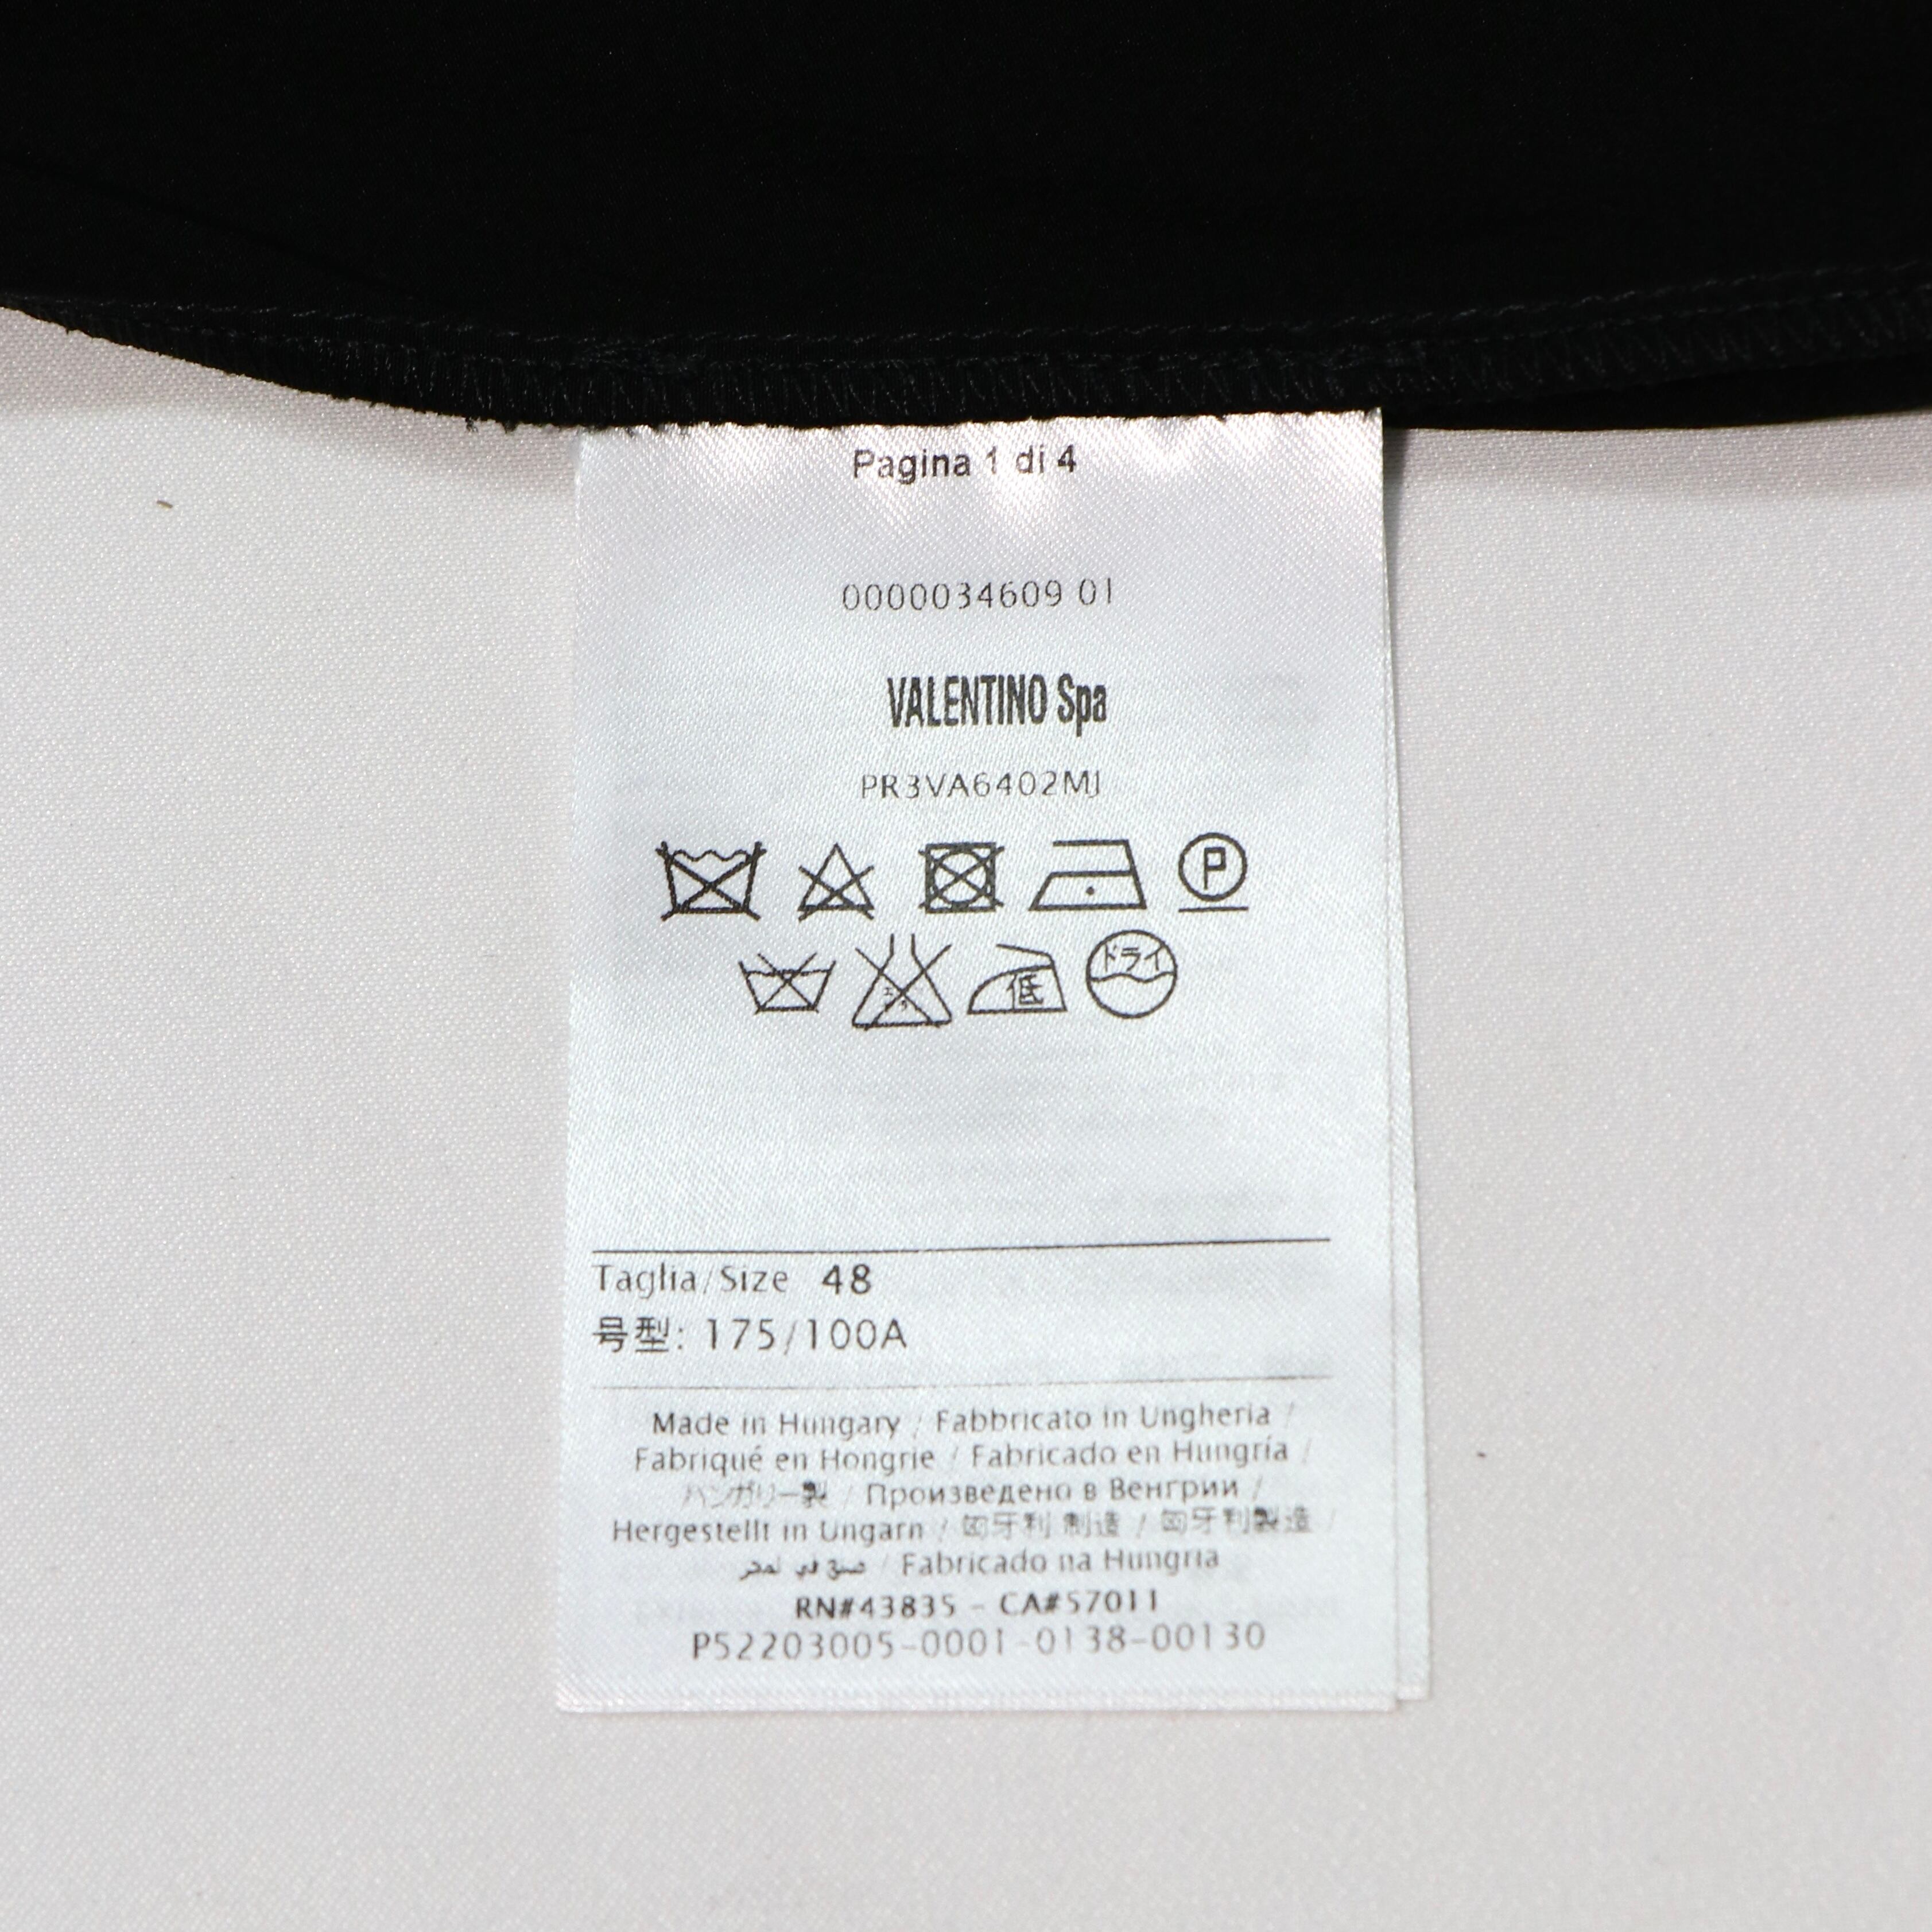 Pagina 1 di 4
0000034609 01
VALENTINO Spa
PR3VA6402MJ
P
低 ドライ
Taglia/Size 48
号型: 175/100A
Made in Hungary / Fabbricato in Ungheria /
Fabriqué en Hongrie / Fabricado en Hungría /
ハンガリー製 / Произведено в Венгрии /
Hergestellt in Ungarn / 匈牙利 制造 / 匈牙利製造 /
صنع في المجر / Fabricado na Hungria
RN#43835 - CA#57011
P52203005-0001-0138-00130